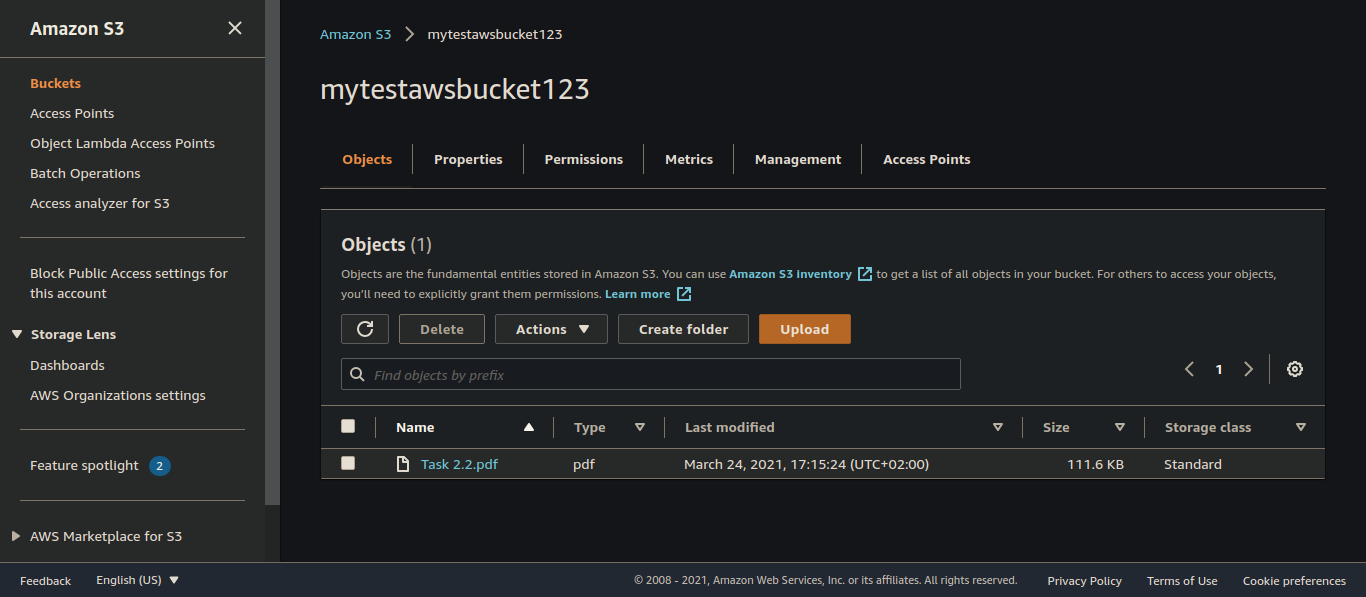 Amazon S3
Buckets
Access Points
Object Lambda Access Points
Batch Operations
Access analyzer for S3
Block Public Access settings for
this account
Storage Lens
Dashboards
AWS Organizations settings
Feature spotlight 2
AWS Marketplace for S3
Amazon S3 > mytestawsbucket123
mytestawsbucket123
Objects Properties Permissions Metrics Management Access Points
Objects (1)
Objects are the fundamental entities stored in Amazon S3. You can use Amazon S3 inventory to get a list of all objects in your bucket. For others to access your objects,
you'll need to explicitly grant them permissions. Learn more
Delete Actions Create folder Upload
Find objects by prefix
1
Name Type Last modified Size Storage class
Task 2.2.pdf pdf March 24, 2021, 17:15:24 (UTC+02:00) 111.6 KB Standard
Feedback English (US) © 2008 - 2021, Amazon Web Services, Inc. or its affiliates. All rights reserved. Privacy Policy Terms of Use Cookie preferences